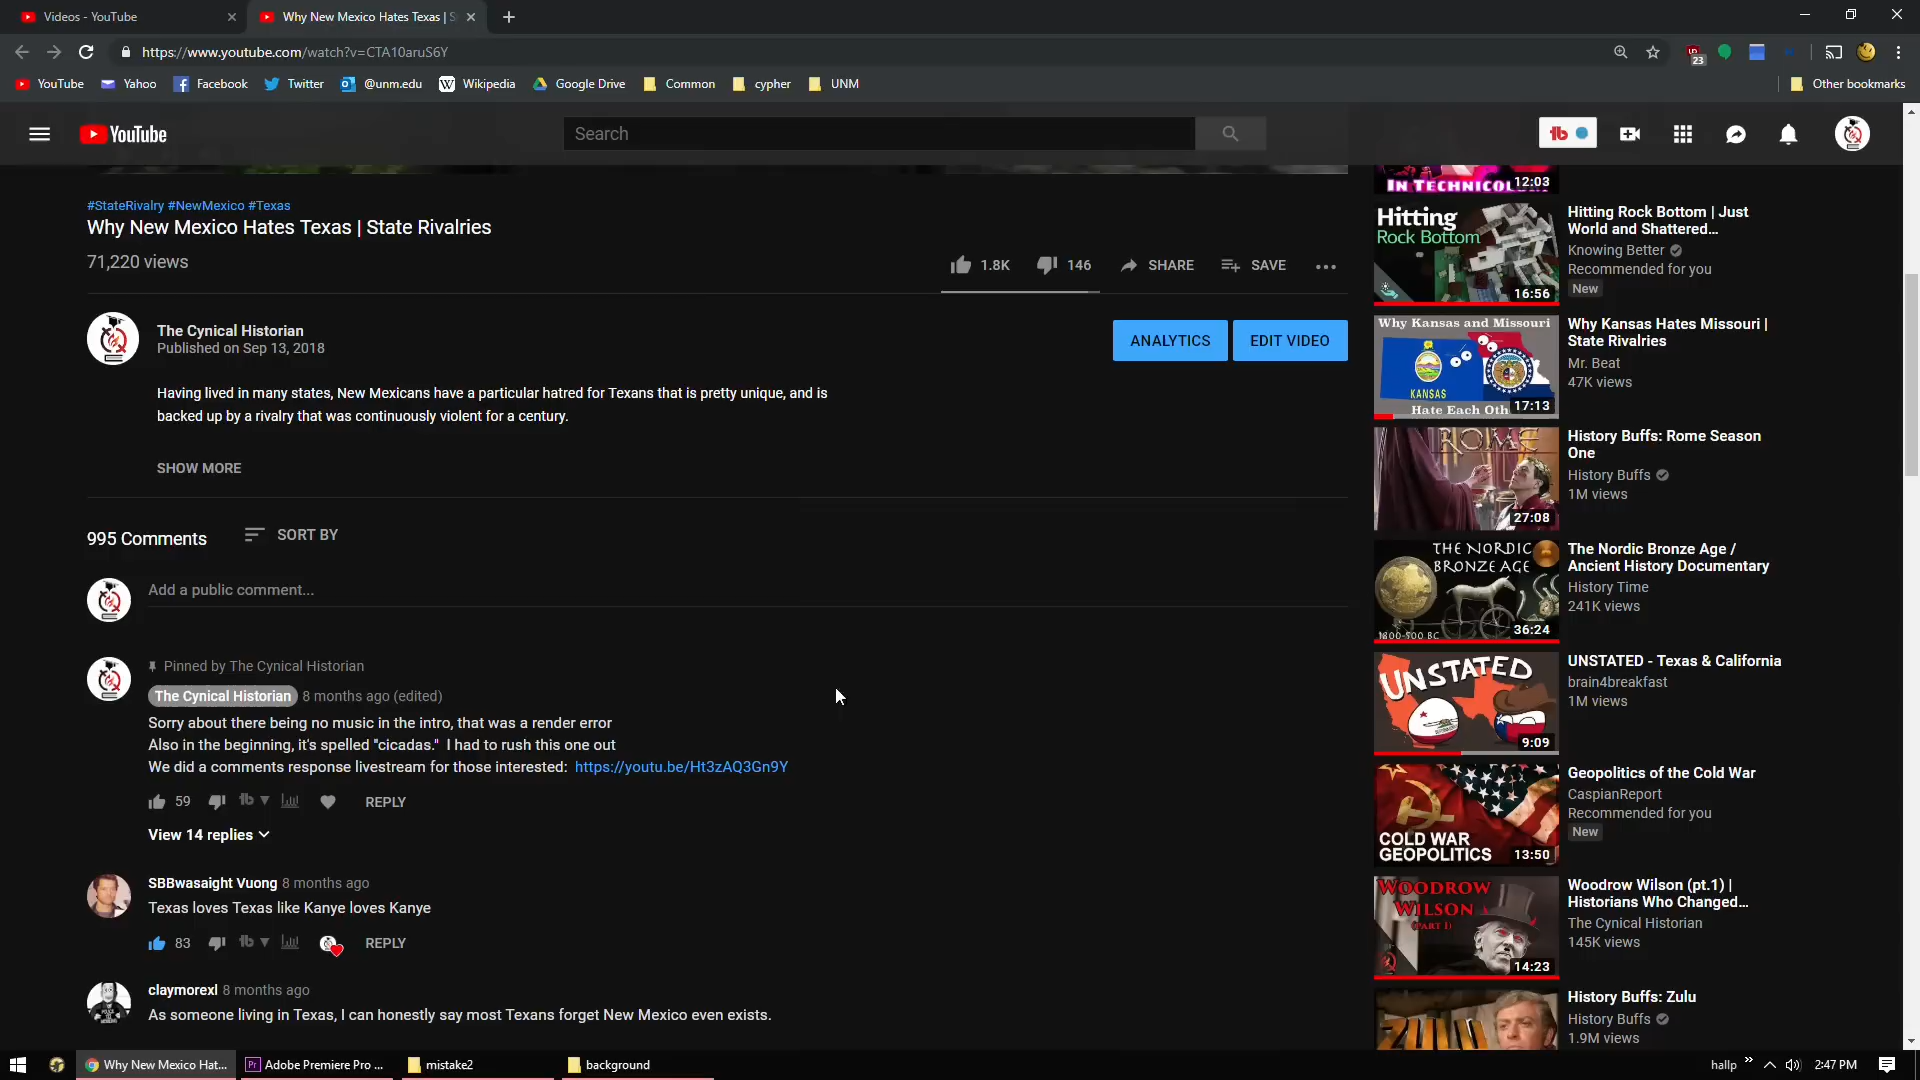 Videos - YouTube
Why New Mexico Hates Texas | S
https://www.youtube.com/watch?v=CTA10aruS6Y
23
YouTube
Yahoo
Facebook
Twitter
@unm.edu
Wikipedia
Google Drive
Common
cypher
UNM
Other bookmarks
YouTube
Search
tb
#StateRivalry #NewMexico #Texas
Why New Mexico Hates Texas | State Rivalries
71,220 views
1.8K
146
SHARE
SAVE
The Cynical Historian
Published on Sep 13, 2018
ANALYTICS
EDIT VIDEO
Having lived in many states, New Mexicans have a particular hatred for Texans that is pretty unique, and is
backed up by a rivalry that was continuously violent for a century.
SHOW MORE
995 Comments
SORT BY
Add a public comment...
Pinned by The Cynical Historian
The Cynical Historian 8 months ago (edited)
Sorry about there being no music in the intro, that was a render error
Also in the beginning, it's spelled "cicadas." I had to rush this one out
We did a comments response livestream for those interested: https://youtu.be/Ht3zAQ3Gn9Y
59
REPLY
View 14 replies
SBBwasaight Vuong 8 months ago
Texas loves Texas like Kanye loves Kanye
83
REPLY
claymorexl 8 months ago
As someone living in Texas, I can honestly say most Texans forget New Mexico even exists.
IN TECHNICOL
12:03
Hitting
Rock Bottom
16:56
Hitting Rock Bottom | Just
World and Shattered...
Knowing Better
Recommended for you
New
Why Kansas and Missouri
KANSAS
Hate Each Oth
17:13
Why Kansas Hates Missouri |
State Rivalries
Mr. Beat
47K views
ROME
27:08
History Buffs: Rome Season
One
History Buffs
1M views
THE NORDIC
BRONZE AGE
1800-500 BC
36:24
The Nordic Bronze Age /
Ancient History Documentary
History Time
241K views
UNSTATED
9:09
UNSTATED - Texas & California
brain4breakfast
1M views
COLD WAR
GEOPOLITICS
13:50
Geopolitics of the Cold War
CaspianReport
Recommended for you
New
WOODROW
WILSON
(PART I)
14:23
Woodrow Wilson (pt.1) |
Historians Who Changed...
The Cynical Historian
145K views
ZULU
History Buffs: Zulu
History Buffs
1.9M views
Why New Mexico Hat...
Adobe Premiere Pro ...
mistake2
background
hallp
2:47 PM